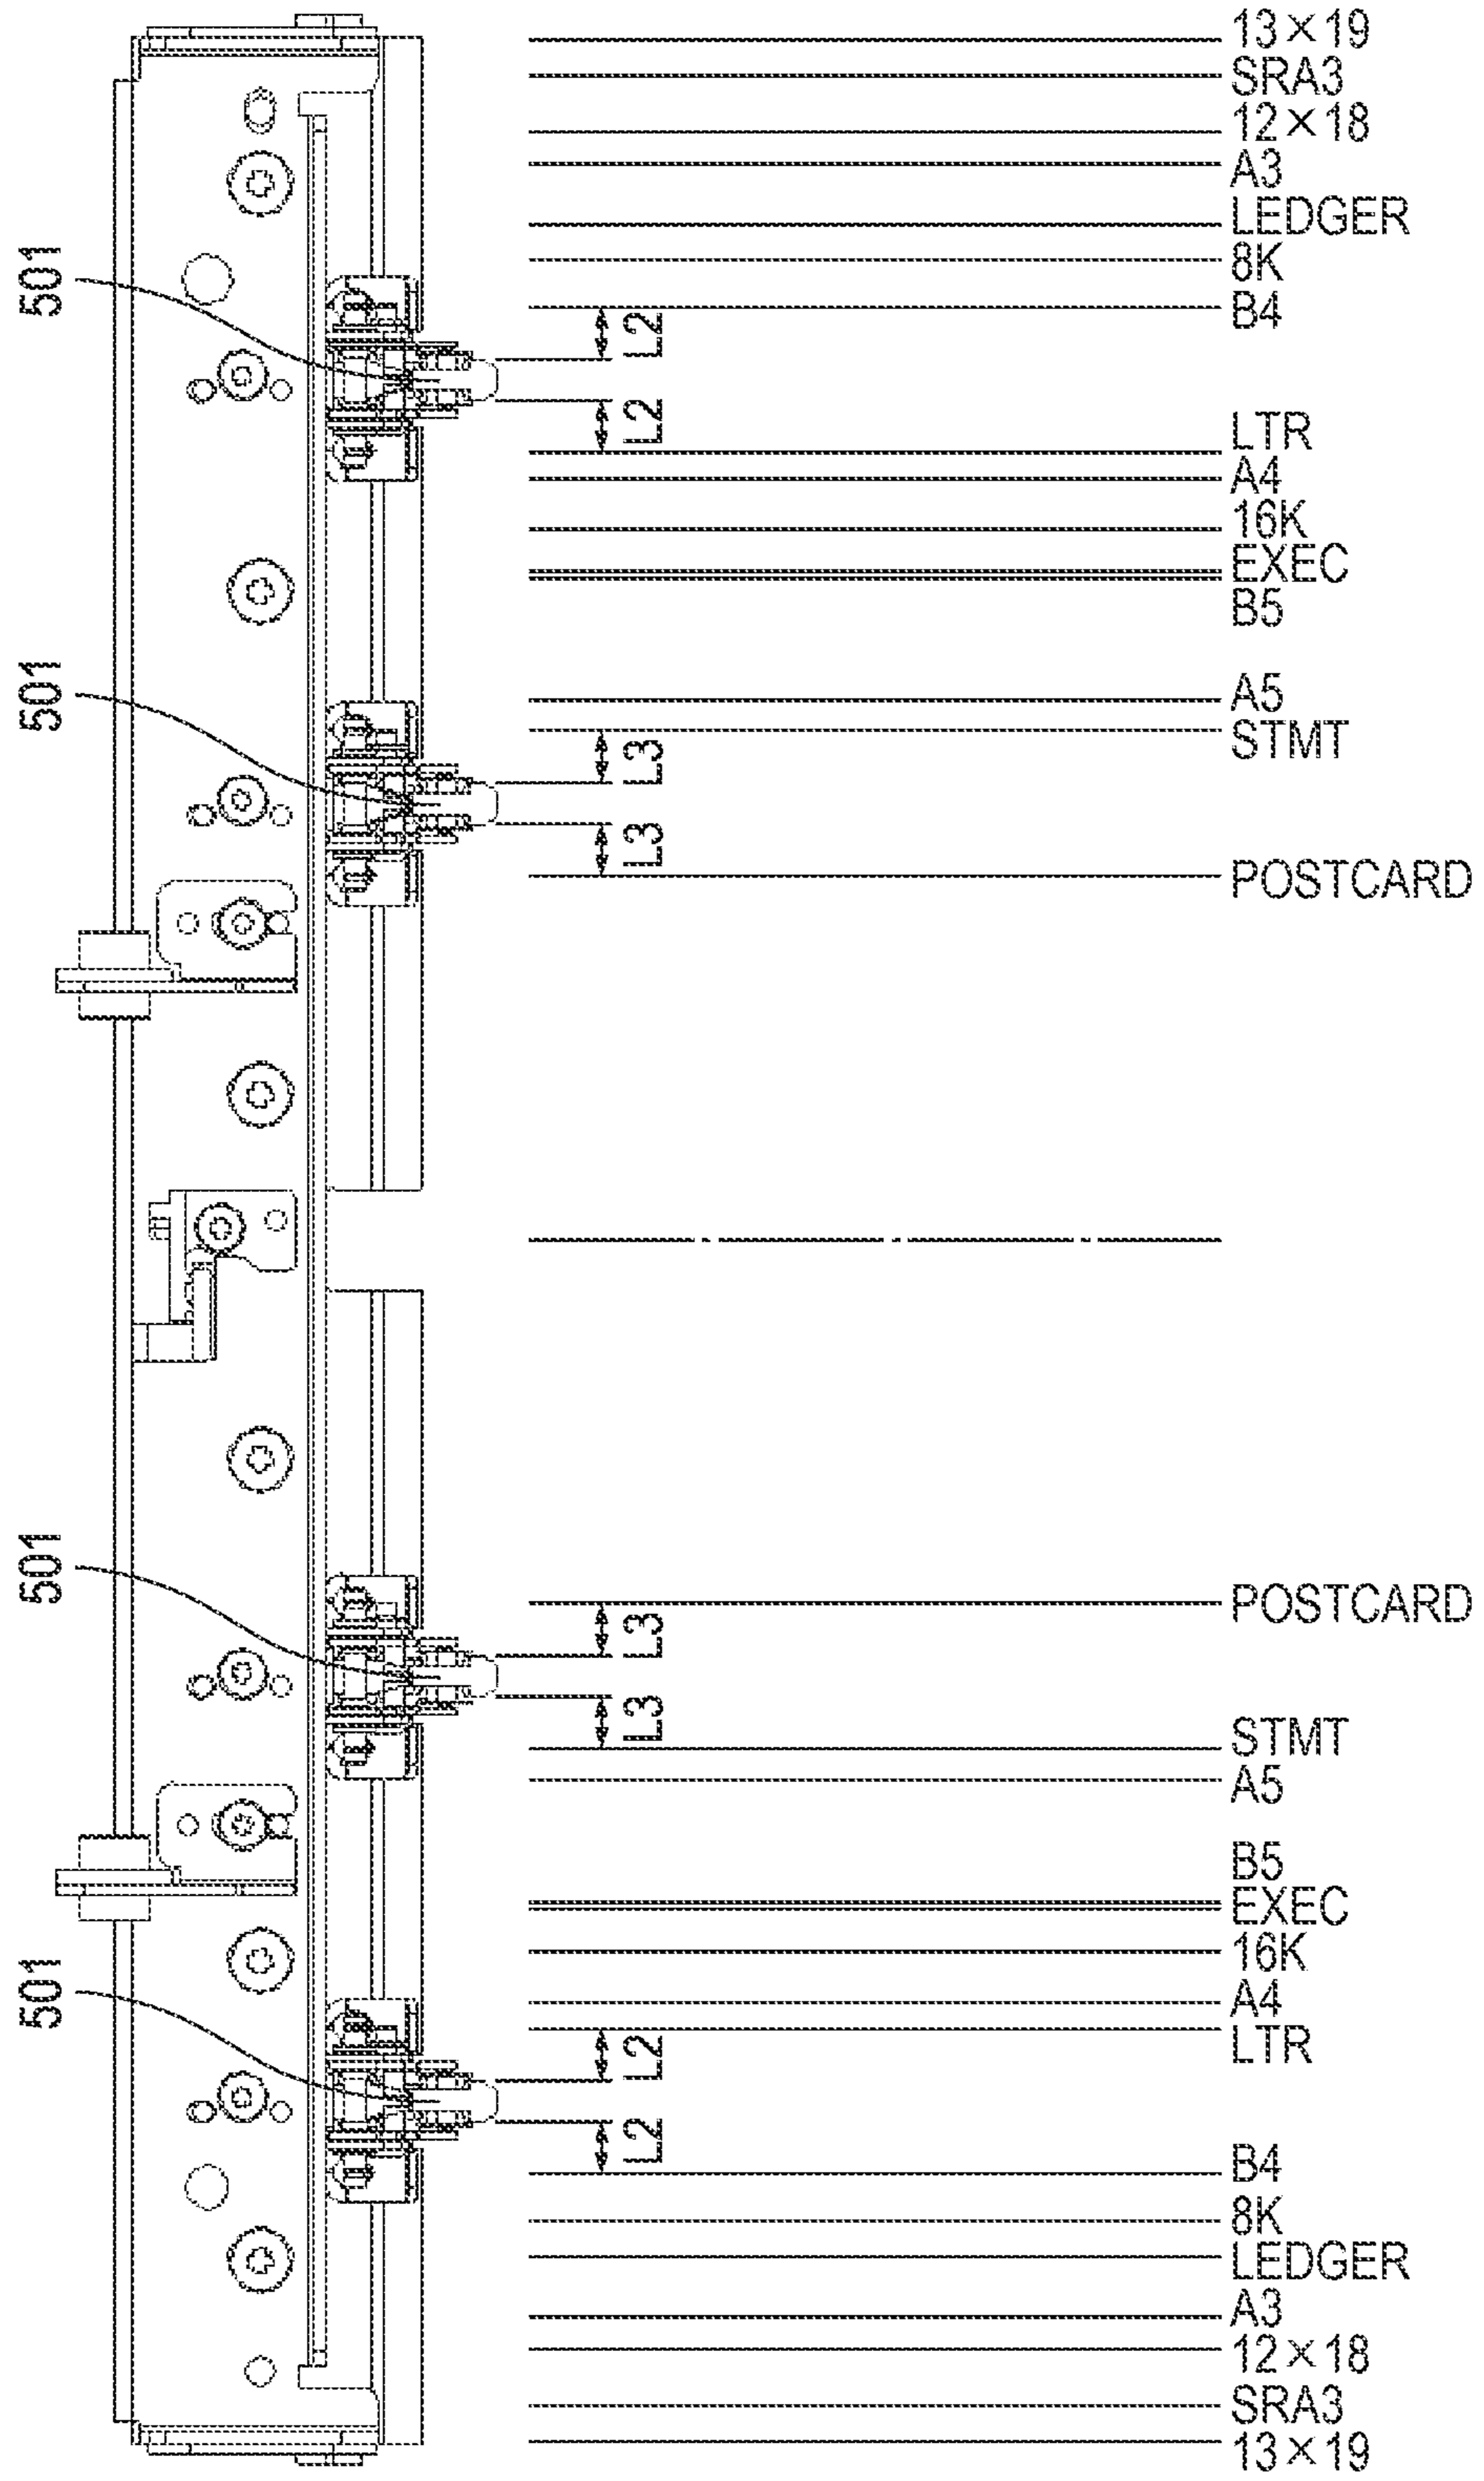 13×19
SRA3
12×18
A3
LEDGER
8K
B4
501
L2
L2
LTR
A4
16K
EXEC
B5
501
A5
STMT
L3
L3
POSTCARD
501
POSTCARD
L3
L3
STMT
A5
B5
EXEC
16K
A4
501
LTR
L2
L2
B4
8K
LEDGER
A3
12×18
SRA3
13×19